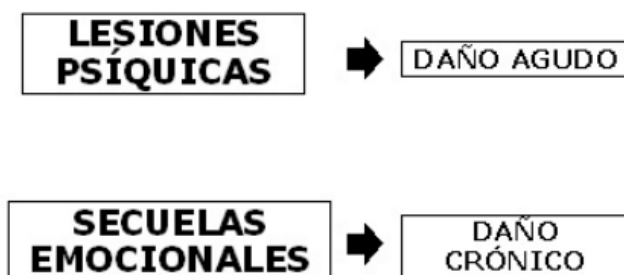 LESIONES
PSÍQUICAS
DAÑO AGUDO
SECUELAS
EMOCIONALES
DAÑO
CRÓNICO